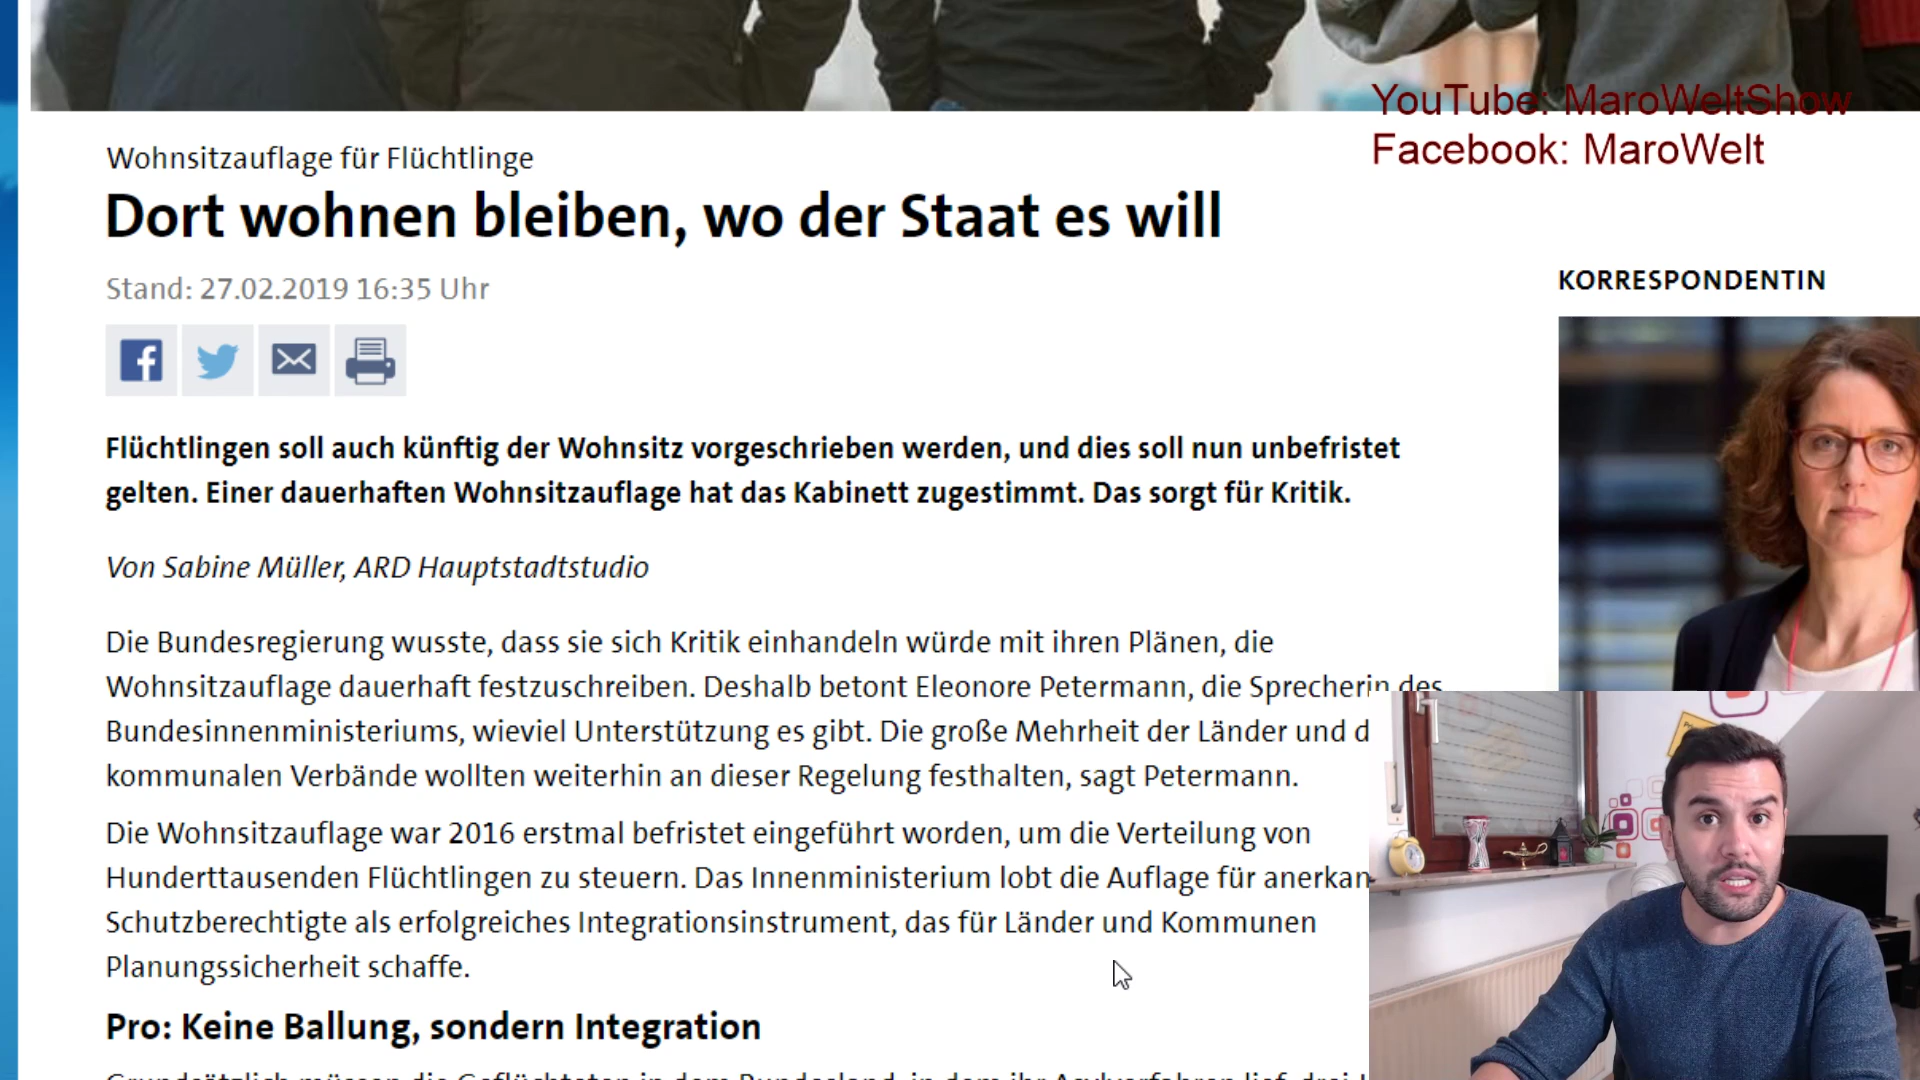 YouTube: MaroWeltShow
Facebook: MaroWelt
Wohnsitzauflage für Flüchtlinge
Dort wohnen bleiben, wo der Staat es will
Stand: 27.02.2019 16:35 Uhr
KORRESPONDENTIN
Flüchtlingen soll auch künftig der Wohnsitz vorgeschrieben werden, und dies soll nun unbefristet
gelten. Einer dauerhaften Wohnsitzauflage hat das Kabinett zugestimmt. Das sorgt für Kritik.
Von Sabine Müller, ARD Hauptstadtstudio
Die Bundesregierung wusste, dass sie sich Kritik einhandeln würde mit ihren Plänen, die
Wohnsitzauflage dauerhaft festzuschreiben. Deshalb betont Eleonore Petermann, die Sprecherin des
Bundesinnenministeriums, wieviel Unterstützung es gibt. Die große Mehrheit der Länder und d
kommunalen Verbände wollten weiterhin an dieser Regelung festhalten, sagt Petermann.
Die Wohnsitzauflage war 2016 erstmal befristet eingeführt worden, um die Verteilung von
Hunderttausenden Flüchtlingen zu steuern. Das Innenministerium lobt die Auflage für anerkan
Schutzberechtigte als erfolgreiches Integrationsinstrument, das für Länder und Kommunen
Planungssicherheit schaffe.
Pro: Keine Ballung, sondern Integration